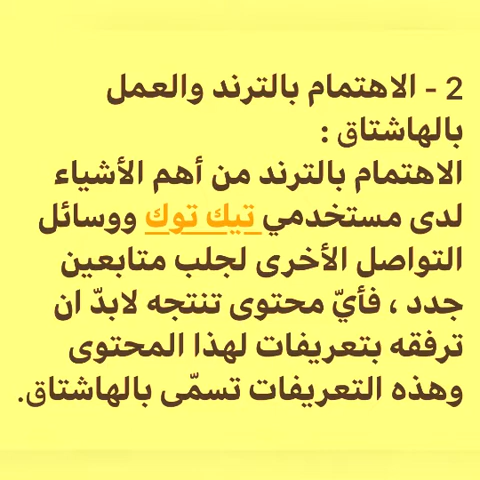 2 - الاهتمام بالترند والعمل
بالهاشتاق :
الاهتمام بالترند من أهم الأشياء
لدى مستخدمي تيك توك ووسائل
التواصل الأخرى لجلب متابعين
جدد ، فأيّ محتوى تنتجه لابدّ ان
ترفقه بتعريفات لهذا المحتوى
وهذه التعريفات تسمّى بالهاشتاق.